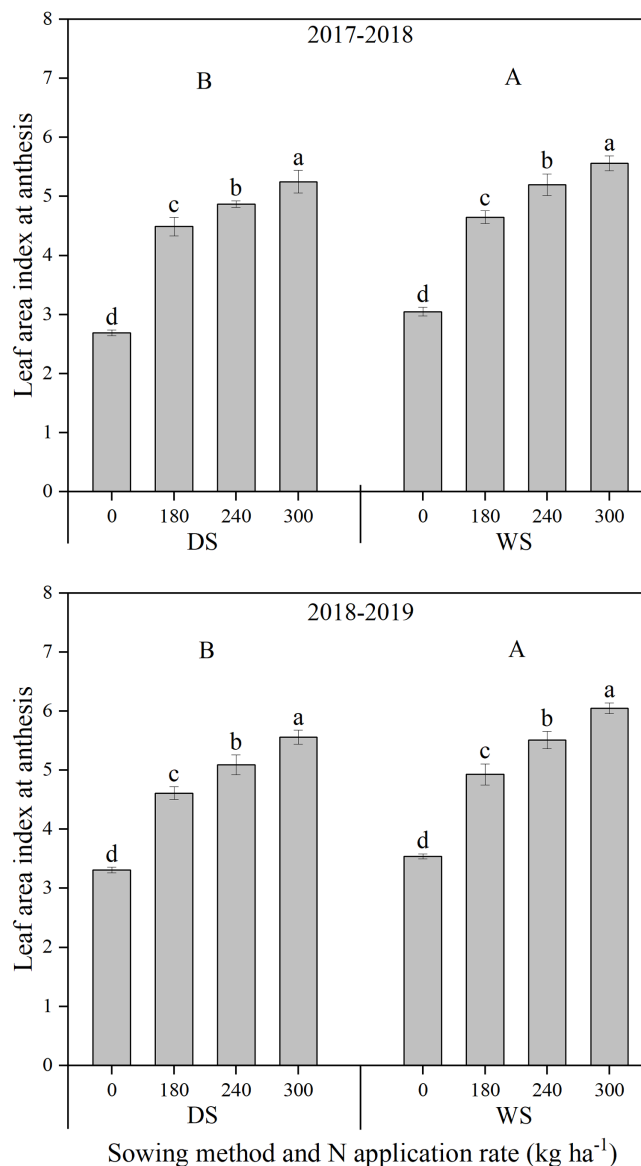 2017-2018
B A
8
7
6
5
4
3
2
1
0
Leaf area index at anthesis
d c b a d c b a
0 180 240 300 0 180 240 300
DS WS
2018-2019
B A
8
7
6
5
4
3
2
1
0
Leaf area index at anthesis
d c b a d c b a
0 180 240 300 0 180 240 300
DS WS
Sowing method and N application rate (kg ha⁻¹)